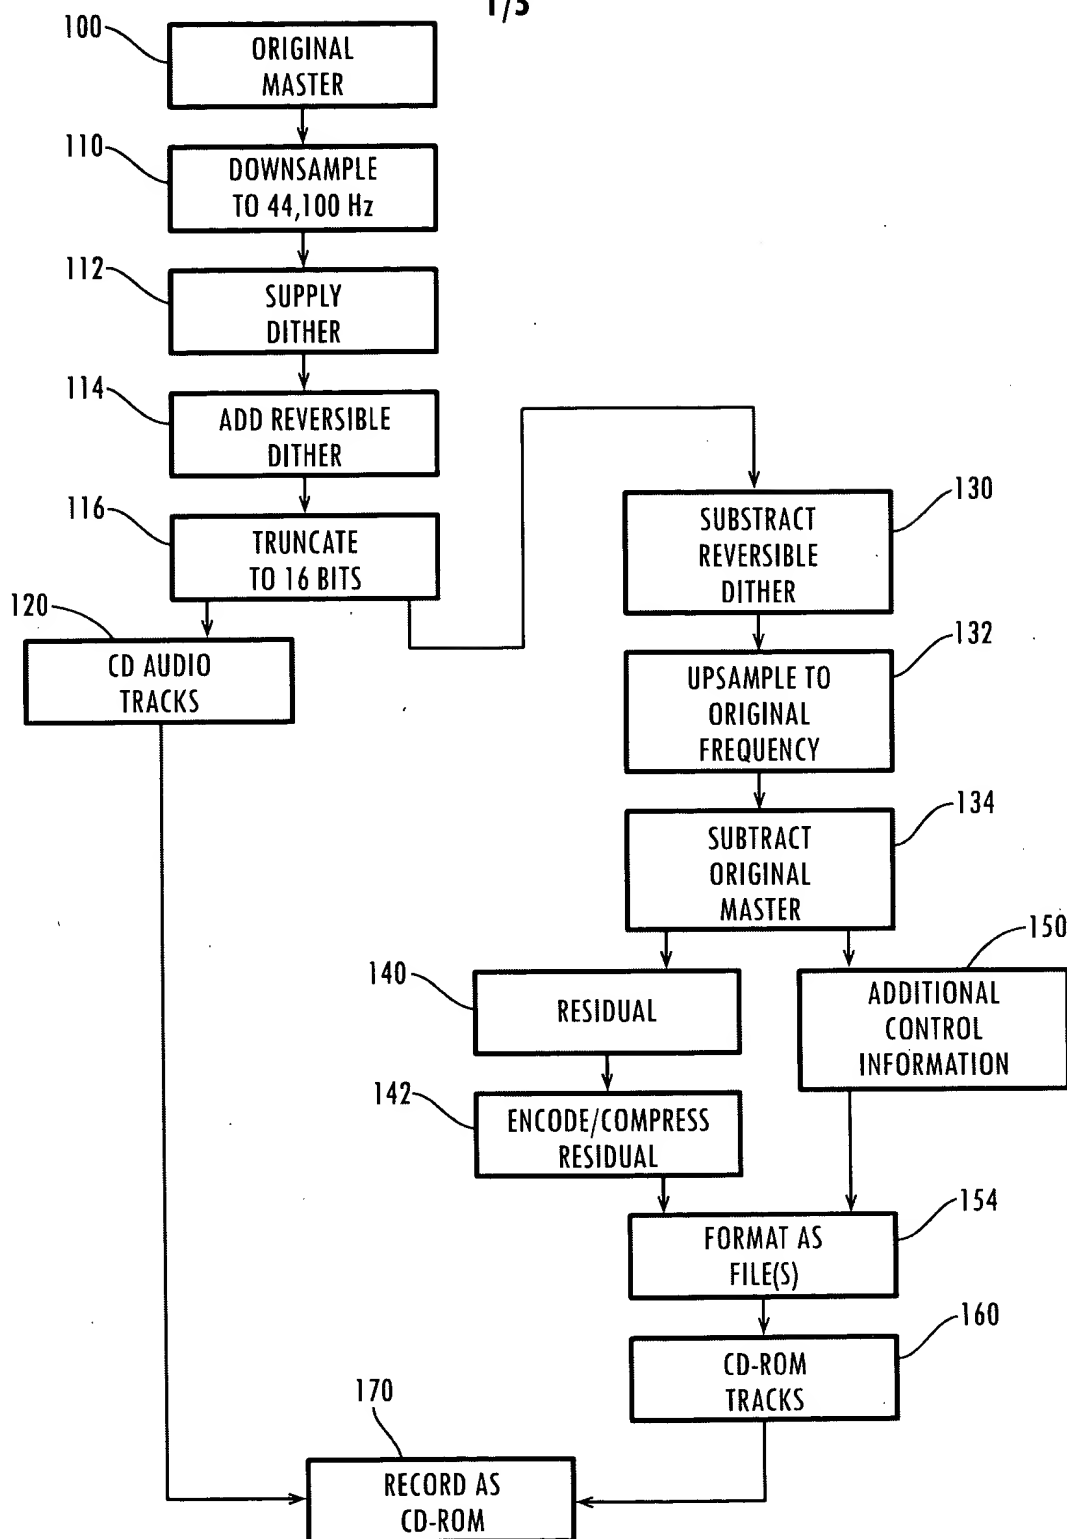 1/3
100
ORIGINAL
MASTER
110
DOWNSAMPLE
TO 44,100 Hz
112
SUPPLY
DITHER
114
ADD REVERSIBLE
DITHER
116
TRUNCATE
TO 16 BITS
120
CD AUDIO
TRACKS
130
SUBSTRACT
REVERSIBLE
DITHER
132
UPSAMPLE TO
ORIGINAL
FREQUENCY
134
SUBTRACT
ORIGINAL
MASTER
140
RESIDUAL
150
ADDITIONAL
CONTROL
INFORMATION
142
ENCODE/COMPRESS
RESIDUAL
154
FORMAT AS
FILE(S)
160
CD-ROM
TRACKS
170
RECORD AS
CD-ROM